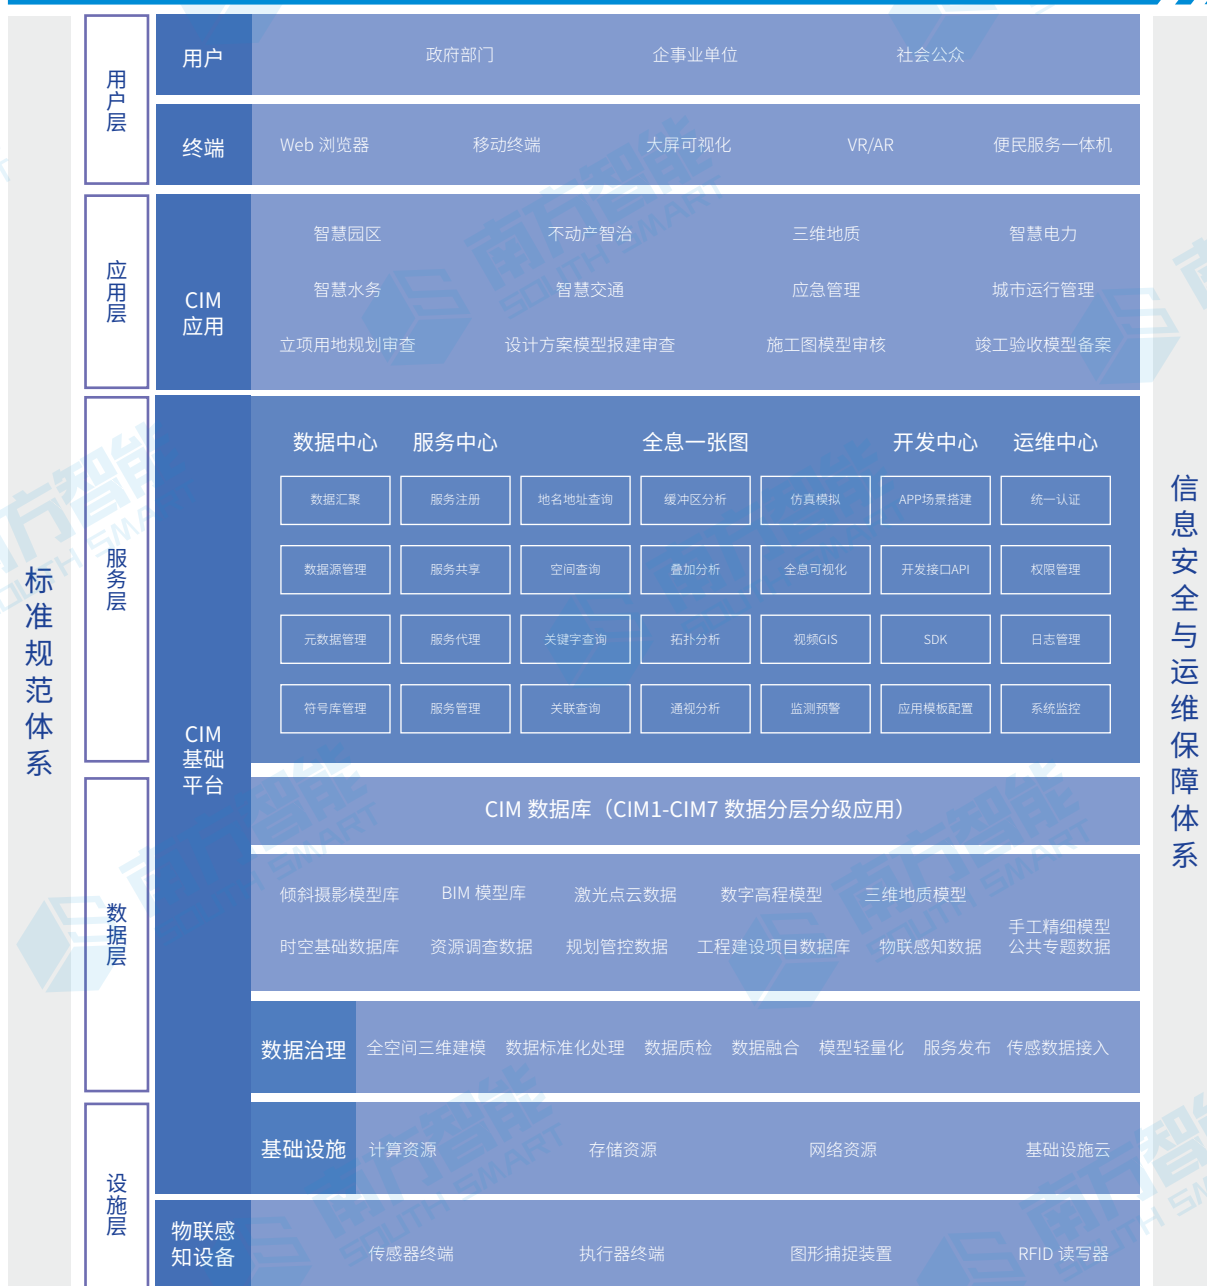 用户层
用户
政府部门 企事业单位 社会公众
终端
Web 浏览器 移动终端 大屏可视化 VR/AR 便民服务一体机
应用层
CIM
应用
智慧园区 不动产智治 三维地质 智慧电力
智慧水务 智慧交通 应急管理 城市运行管理
立项用地规划审查 设计方案模型报建审查 施工图模型审核 竣工验收模型备案
标准规范体系
信息安全与运维保障体系
服务层
CIM
基础
平台
数据中心 服务中心 全息一张图 开发中心 运维中心
数据汇聚 服务注册 地名地址查询 缓冲区分析 仿真模拟 APP场景搭建 统一认证
数据源管理 服务共享 空间查询 叠加分析 全息可视化 开发接口API 权限管理
元数据管理 服务代理 关键字查询 拓扑分析 视频GIS SDK 日志管理
符号库管理 服务管理 关联查询 通视分析 监测预警 应用模板配置 系统监控
数据层
CIM 数据库（CIM1-CIM7 数据分层分级应用）
倾斜摄影模型库 BIM 模型库 激光点云数据 数字高程模型 三维地质模型 手工精细模型
时空基础数据库 资源调查数据 规划管控数据 工程建设项目数据库 物联感知数据 公共专题数据
数据治理
全空间三维建模 数据标准化处理 数据质检 数据融合 模型轻量化 服务发布 传感数据接入
设施层
基础设施
计算资源 存储资源 网络资源 基础设施云
物联感
知设备
传感器终端 执行器终端 图形捕捉装置 RFID 读写器
南方智能
SOUTH SMART